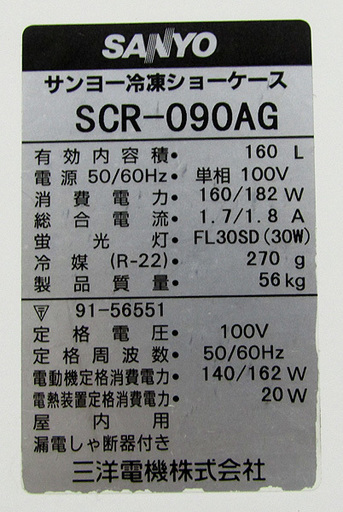 SANYO
サンヨー冷凍ショーケース
SCR-090AG
有効内容積・ 160 L
電源 50/60Hz・ 単相 100V
消費電力・ 160/182 W
総合電流・ 1.7/1.8 A
蛍光灯・ FL30SD(30W)
冷媒(R-22)・ 270 g
製品質量・ 56kg
91-56551
定格電圧・ 100V
定格周波数・ 50/60Hz
電動機定格消費電力・ 140/162 W
電熱装置定格消費電力・ 20 W
屋内用
漏電しゃ断器付き
三洋電機株式会社